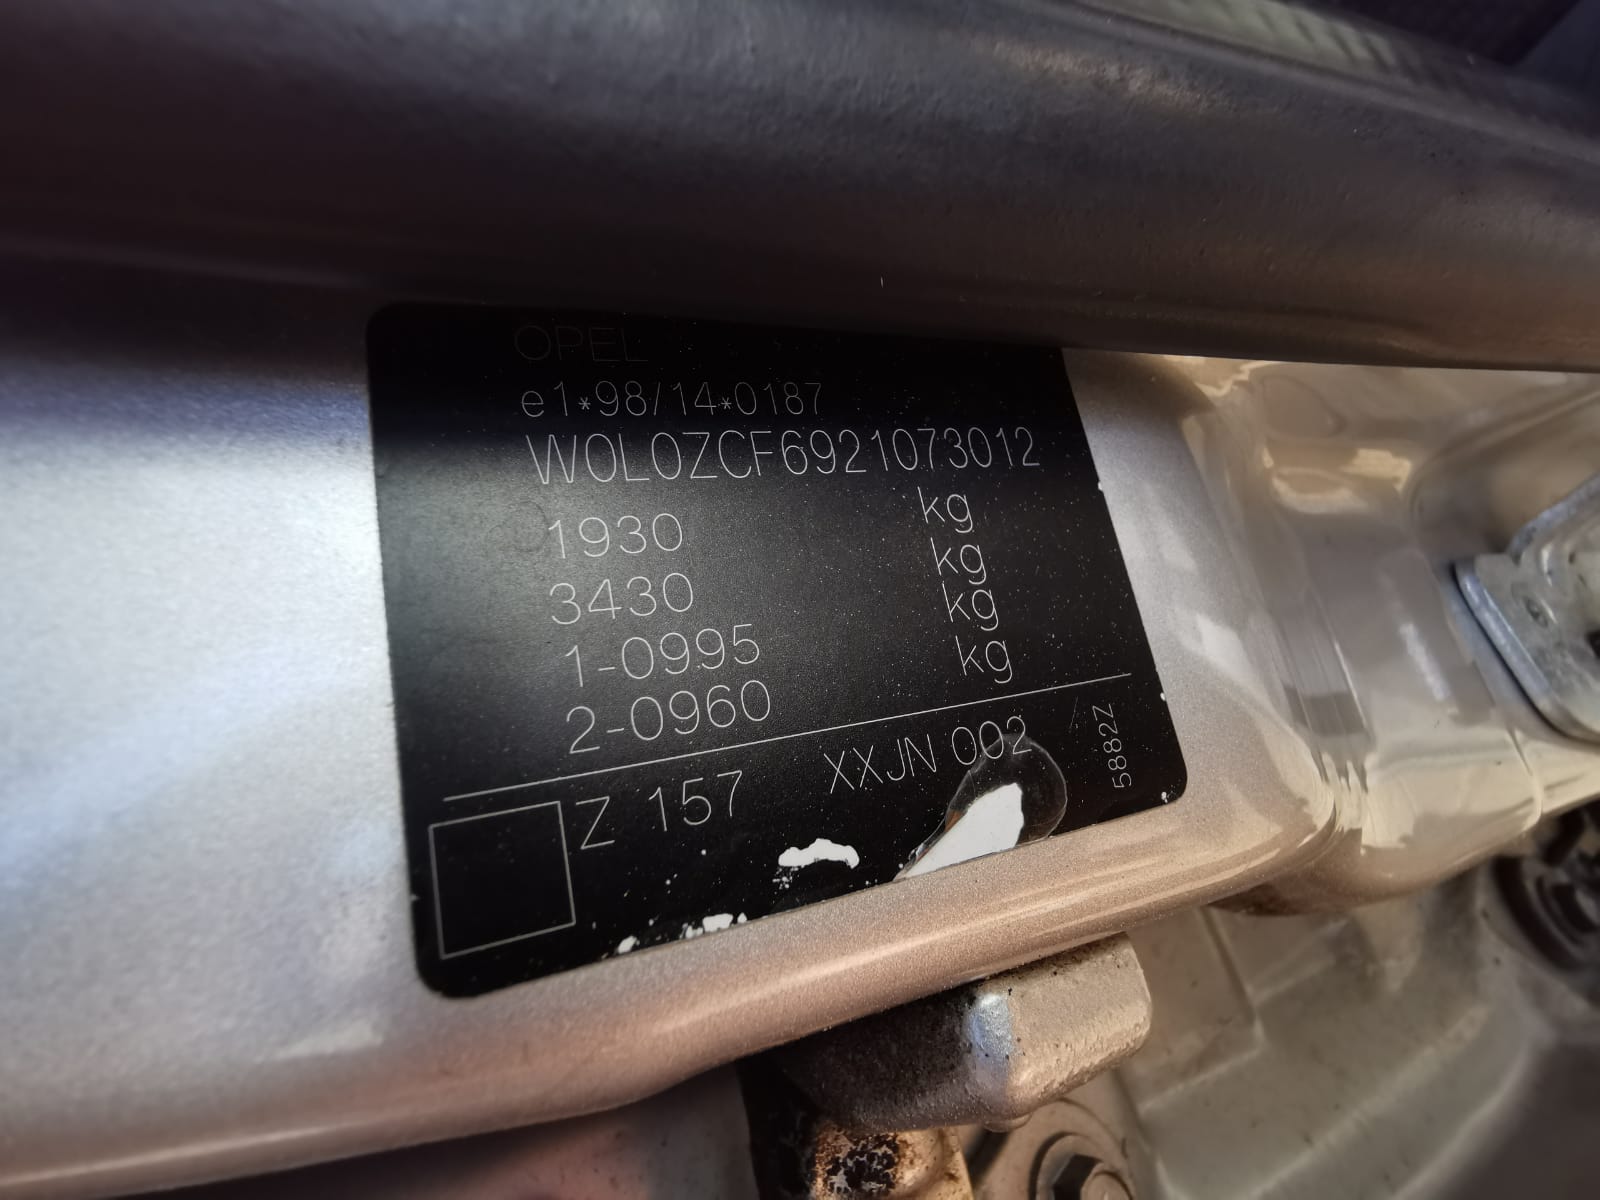 OPEL
e1*98/14*0187
W0L0ZCF6921073012
1930 kg
3430 kg
1-0995 kg
2-0960 kg
Z 157 XXJN 002
5882Z